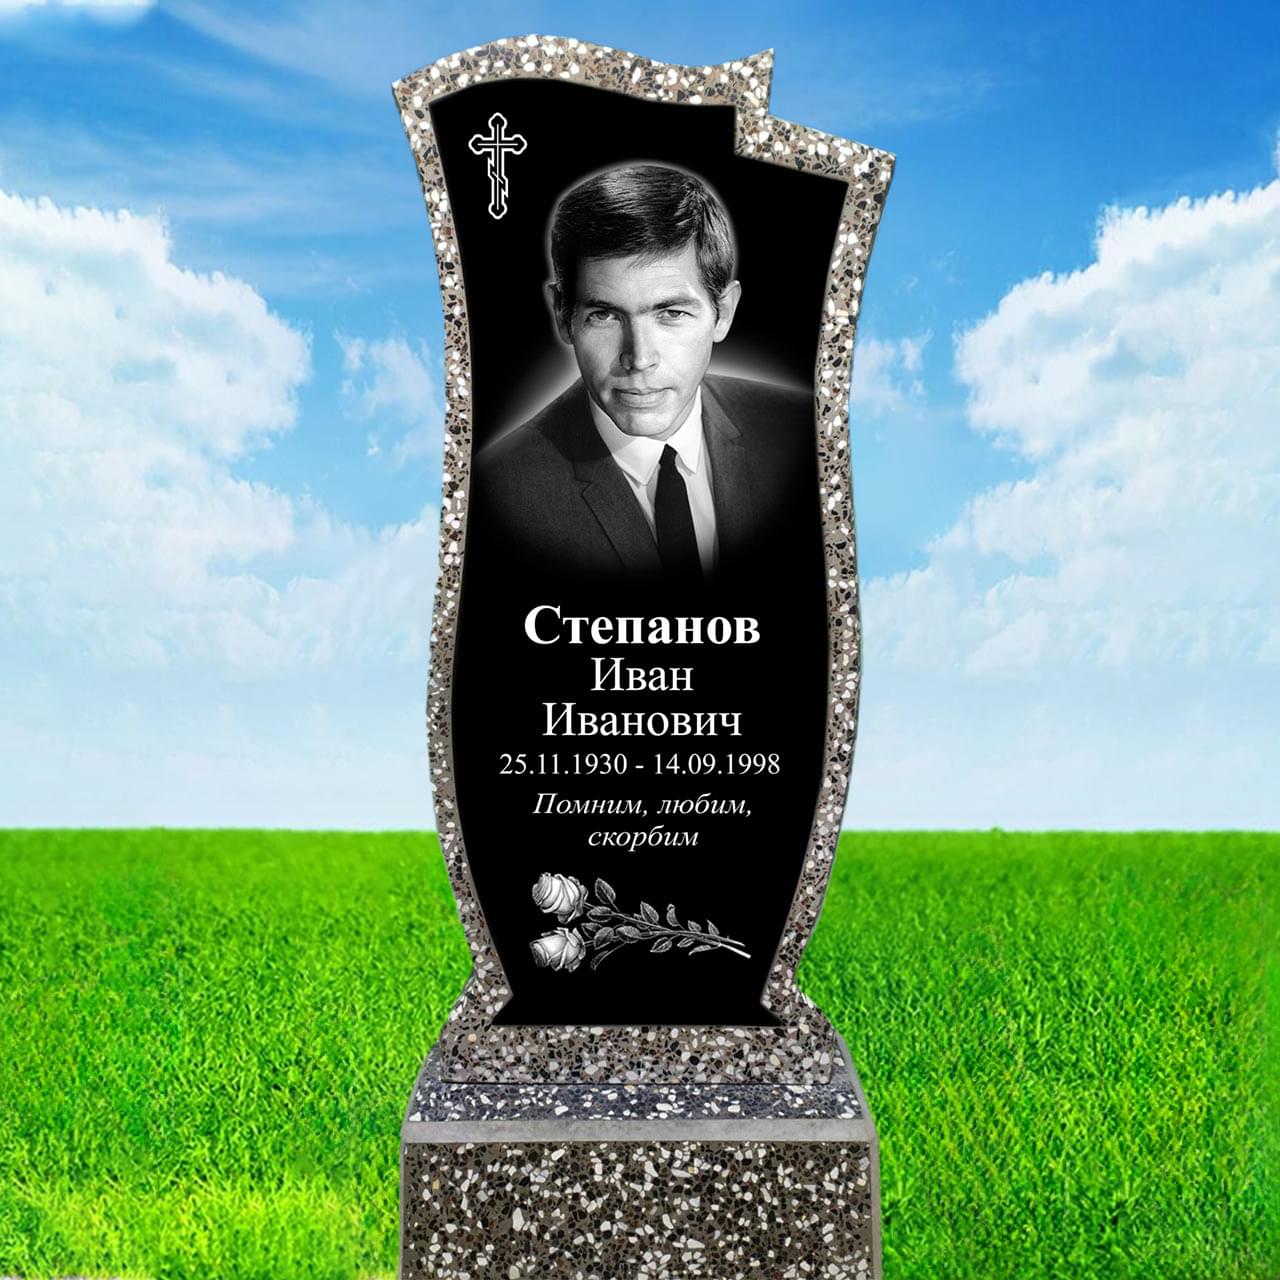 Степанов
Иван
Иванович
25.11.1930 - 14.09.1998
Помним, любим,
скорбим